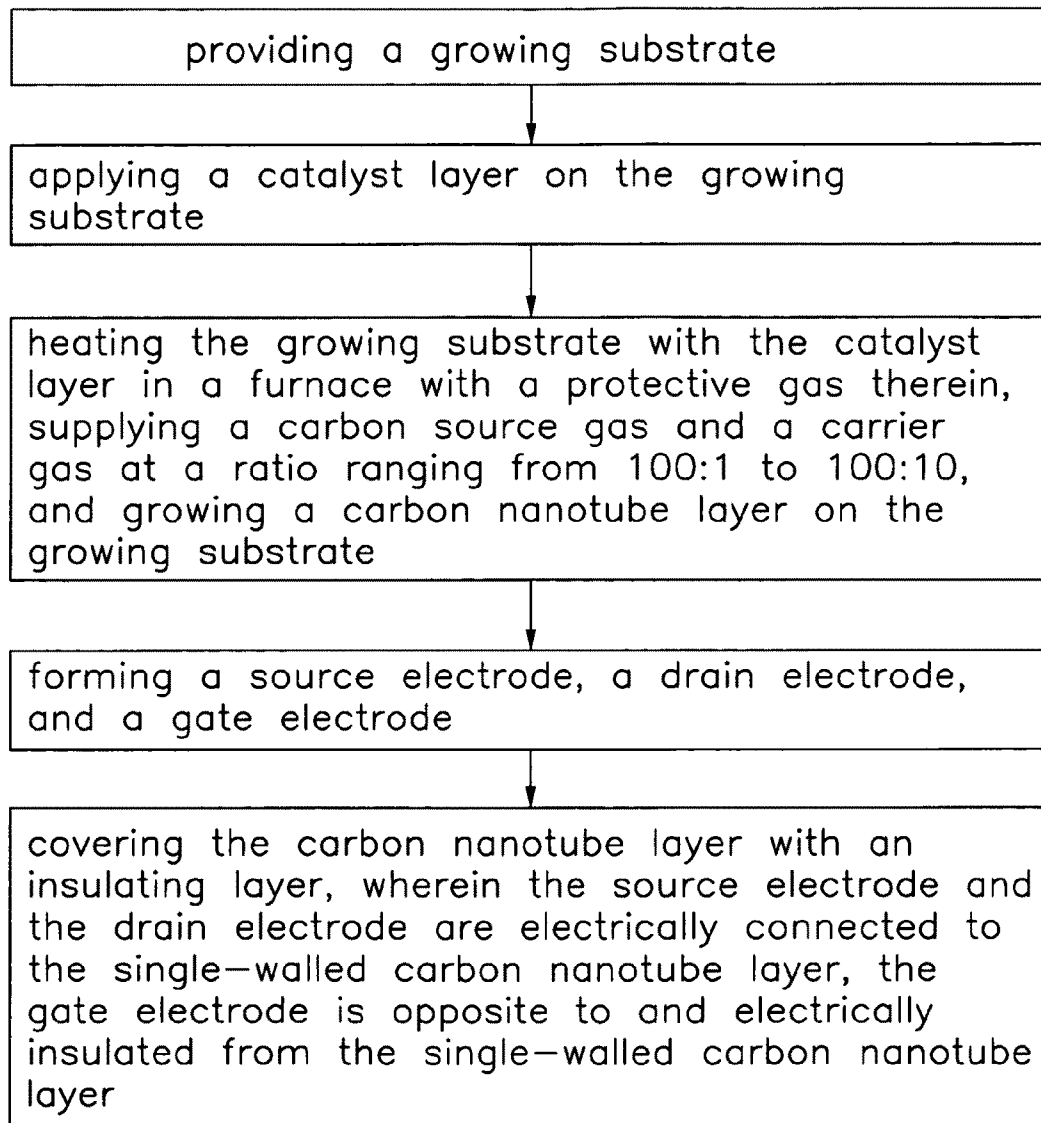 providing a growing substrate
applying a catalyst layer on the growing
substrate
heating the growing substrate with the catalyst
layer in a furnace with a protective gas therein,
supplying a carbon source gas and a carrier
gas at a ratio ranging from 100:1 to 100:10,
and growing a carbon nanotube layer on the
growing substrate
forming a source electrode, a drain electrode,
and a gate electrode
covering the carbon nanotube layer with an
insulating layer, wherein the source electrode and
the drain electrode are electrically connected to
the single-walled carbon nanotube layer, the
gate electrode is opposite to and electrically
insulated from the single-walled carbon nanotube
layer